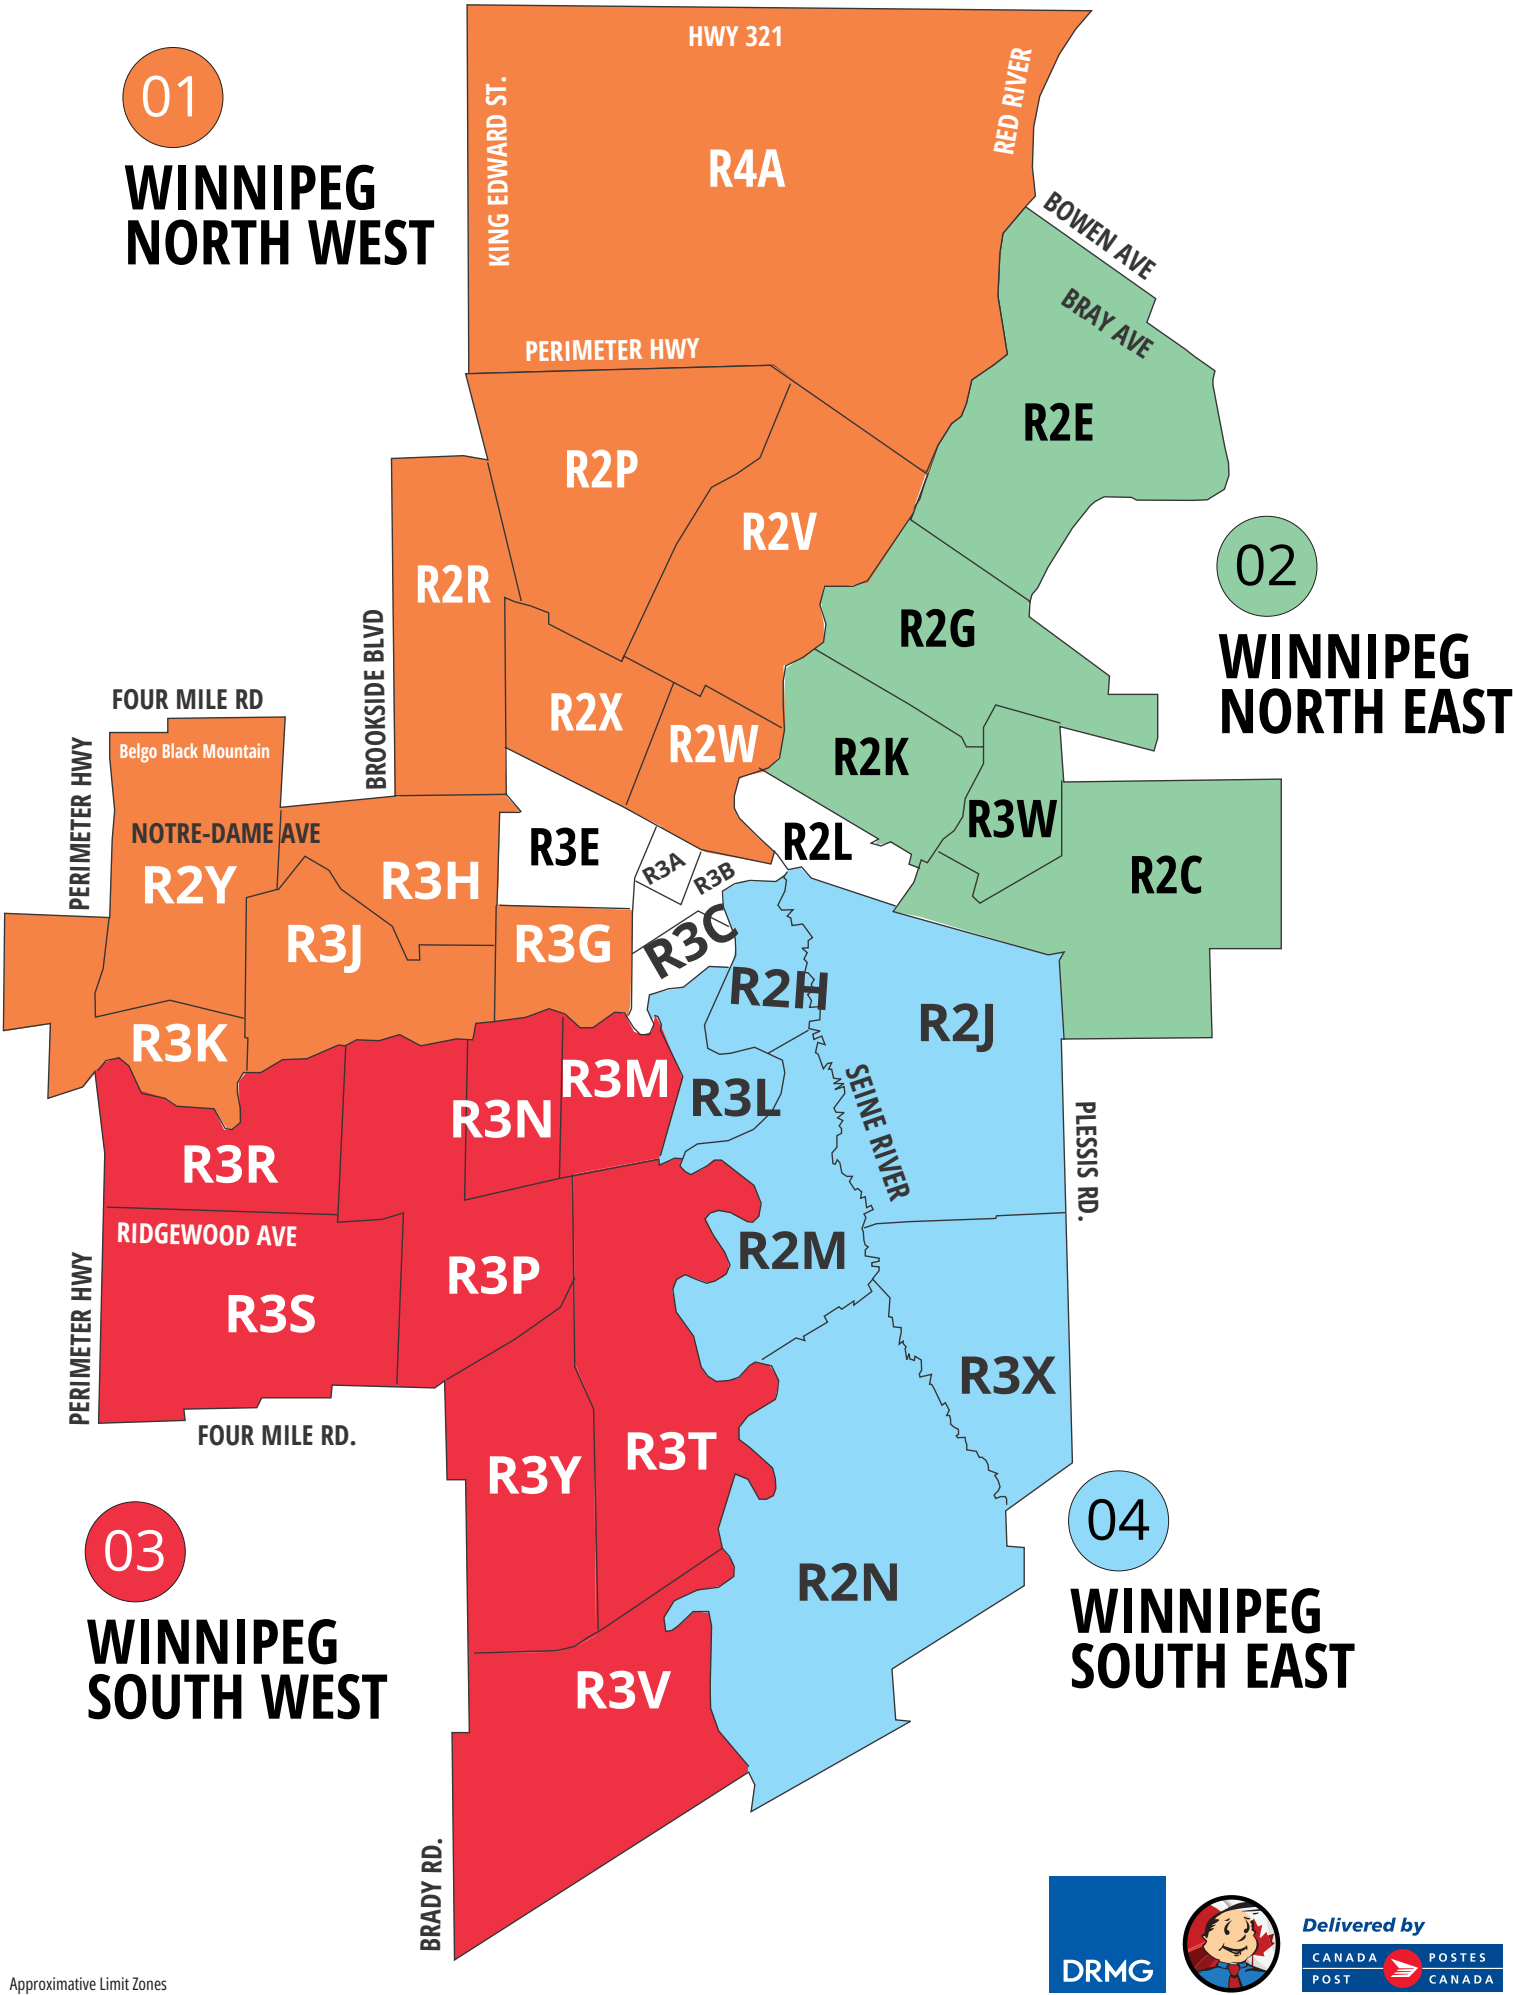 HWY 321
01
KING EDWARD ST.
RED RIVER
R4A
WINNIPEG
NORTH WEST
BOWEN AVE
BRAY AVE
PERIMETER HWY
R2E
R2P
R2V
R2R
02
R2G
WINNIPEG
NORTH EAST
BROOKSIDE BLVD
FOUR MILE RD
R2X
R2W
Belgo Black Mountain
R2K
PERIMETER HWY
NOTRE-DAME AVE
R3W
R3E
R2L
R3A
R3B
R2Y
R3H
R2C
R3J
R3G
R3C
R2H
R2J
R3K
R3M
R3L
SEINE RIVER
R3N
PLESSIS RD.
R3R
RIDGEWOOD AVE
R2M
R3P
R3S
PERIMETER HWY
R3X
FOUR MILE RD.
R3T
R3Y
03
04
R2N
WINNIPEG
SOUTH WEST
WINNIPEG
SOUTH EAST
R3V
BRADY RD.
DRMG
Delivered by
CANADA POSTES
POST CANADA
Approximative Limit Zones